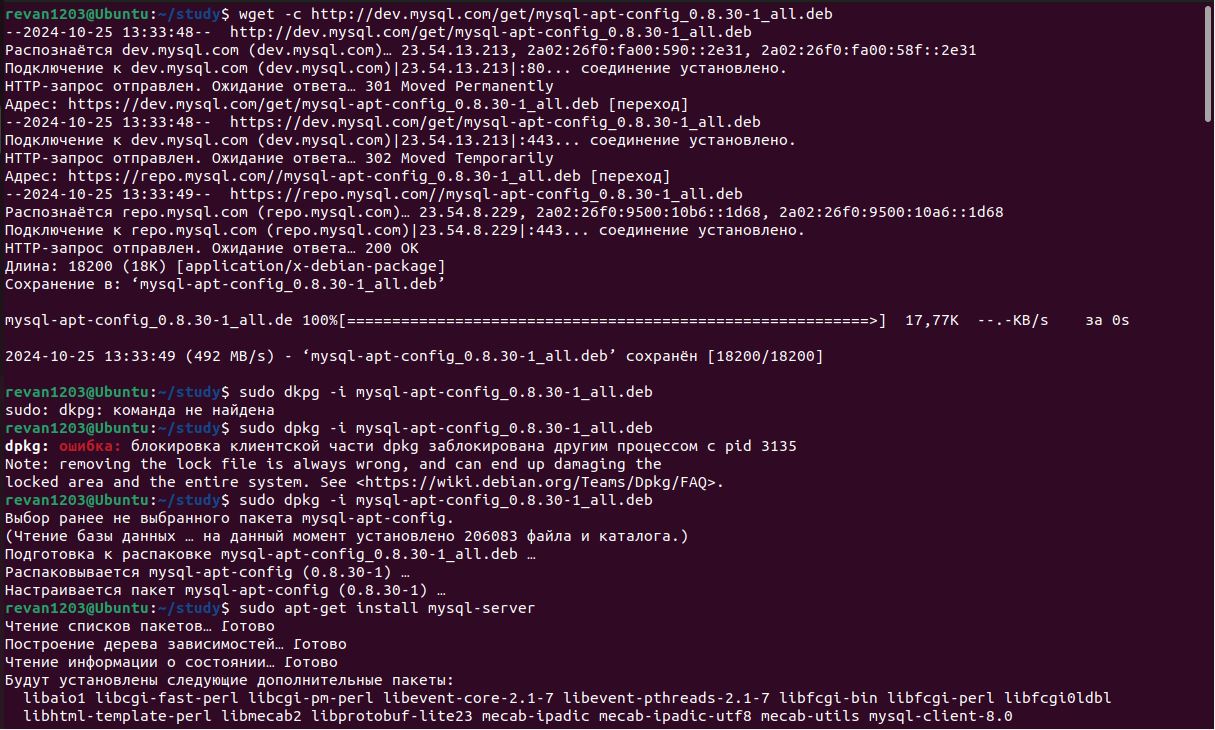 revan1203@Ubuntu:~/study$ wget -c http://dev.mysql.com/get/mysql-apt-config_0.8.30-1_all.deb
--2024-10-25 13:33:48--  http://dev.mysql.com/get/mysql-apt-config_0.8.30-1_all.deb
Распознаётся dev.mysql.com (dev.mysql.com)… 23.54.13.213, 2a02:26f0:fa00:590::2e31, 2a02:26f0:fa00:58f::2e31
Подключение к dev.mysql.com (dev.mysql.com)|23.54.13.213|:80... соединение установлено.
HTTP-запрос отправлен. Ожидание ответа… 301 Moved Permanently
Адрес: https://dev.mysql.com/get/mysql-apt-config_0.8.30-1_all.deb [переход]
--2024-10-25 13:33:48--  https://dev.mysql.com/get/mysql-apt-config_0.8.30-1_all.deb
Подключение к dev.mysql.com (dev.mysql.com)|23.54.13.213|:443... соединение установлено.
HTTP-запрос отправлен. Ожидание ответа… 302 Moved Temporarily
Адрес: https://repo.mysql.com//mysql-apt-config_0.8.30-1_all.deb [переход]
--2024-10-25 13:33:49--  https://repo.mysql.com//mysql-apt-config_0.8.30-1_all.deb
Распознаётся repo.mysql.com (repo.mysql.com)… 23.54.8.229, 2a02:26f0:9500:10b6::1d68, 2a02:26f0:9500:10a6::1d68
Подключение к repo.mysql.com (repo.mysql.com)|23.54.8.229|:443... соединение установлено.
HTTP-запрос отправлен. Ожидание ответа… 200 OK
Длина: 18200 (18K) [application/x-debian-package]
Сохранение в: ‘mysql-apt-config_0.8.30-1_all.deb’
mysql-apt-config_0.8.30-1_all.de 100%[==========================================================>]  17,77K  --.-KB/s    за 0s
2024-10-25 13:33:49 (492 MB/s) - ‘mysql-apt-config_0.8.30-1_all.deb’ сохранён [18200/18200]
revan1203@Ubuntu:~/study$ sudo dkpg -i mysql-apt-config_0.8.30-1_all.deb
sudo: dkpg: команда не найдена
revan1203@Ubuntu:~/study$ sudo dpkg -i mysql-apt-config_0.8.30-1_all.deb
dpkg: ошибка: блокировка клиентской части dpkg заблокирована другим процессом с pid 3135
Note: removing the lock file is always wrong, and can end up damaging the
locked area and the entire system. See <https://wiki.debian.org/Teams/Dpkg/FAQ>.
revan1203@Ubuntu:~/study$ sudo dpkg -i mysql-apt-config_0.8.30-1_all.deb
Выбор ранее не выбранного пакета mysql-apt-config.
(Чтение базы данных … на данный момент установлено 206083 файла и каталога.)
Подготовка к распаковке mysql-apt-config_0.8.30-1_all.deb …
Распаковывается mysql-apt-config (0.8.30-1) …
Настраивается пакет mysql-apt-config (0.8.30-1) …
revan1203@Ubuntu:~/study$ sudo apt-get install mysql-server
Чтение списков пакетов… Готово
Построение дерева зависимостей… Готово
Чтение информации о состоянии… Готово
Будут установлены следующие дополнительные пакеты:
  libaio1 libcgi-fast-perl libcgi-pm-perl libevent-core-2.1-7 libevent-pthreads-2.1-7 libfcgi-bin libfcgi-perl libfcgi0ldbl
  libhtml-template-perl libmecab2 libprotobuf-lite23 mecab-ipadic mecab-ipadic-utf8 mecab-utils mysql-client-8.0